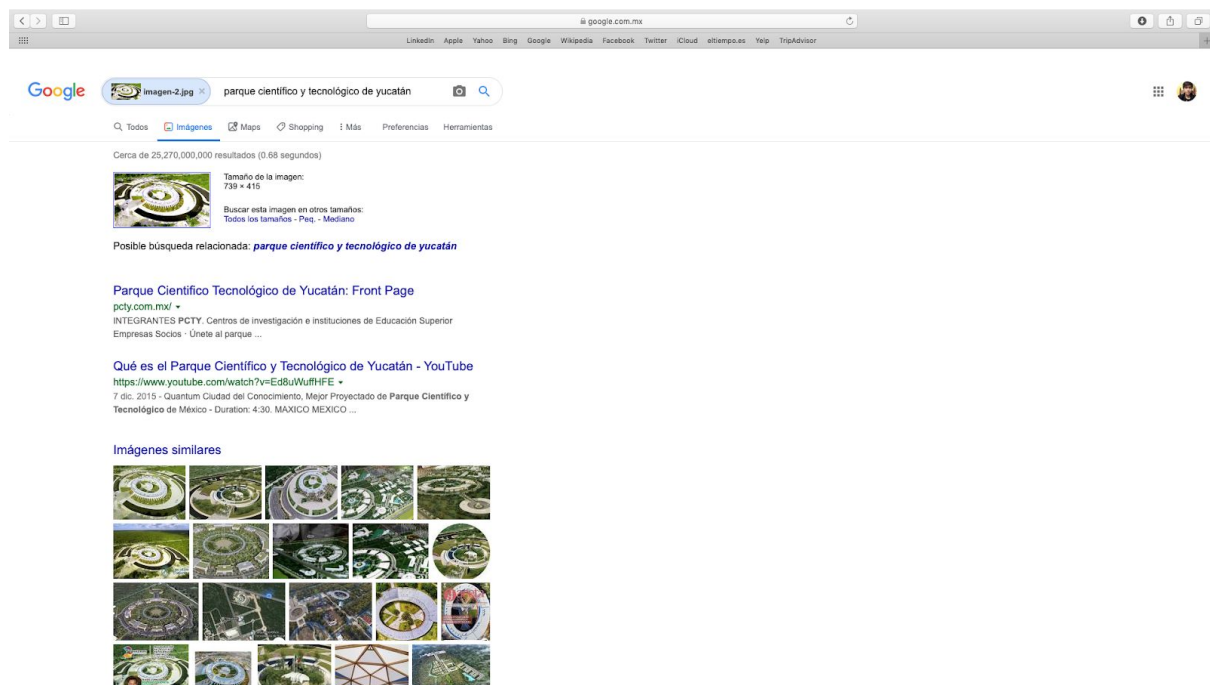 google.com.mx
LinkedIn Apple Yahoo Bing Google Wikipedia Facebook Twitter iCloud eltiempo.es Yelp TripAdvisor
Google
imagen-2.jpg × parque científico y tecnológico de yucatán
Todos Imágenes Maps Shopping Más Preferencias Herramientas
Cerca de 25,270,000,000 resultados (0.68 segundos)
Tamaño de la imagen:
739 × 415
Buscar esta imagen en otros tamaños:
Todos los tamaños - Peq. - Mediano
Posible búsqueda relacionada: parque científico y tecnológico de yucatán
Parque Cientifico Tecnológico de Yucatán: Front Page
pcty.com.mx/
INTEGRANTES PCTY. Centros de investigación e instituciones de Educación Superior
Empresas Socios · Únete al parque ...
Qué es el Parque Científico y Tecnológico de Yucatán - YouTube
https://www.youtube.com/watch?v=Ed8uWuffHFE
7 dic. 2015 - Quantum Ciudad del Conocimiento, Mejor Proyectado de Parque Científico y
Tecnológico de México - Duration: 4:30. MAXICO MEXICO ...
Imágenes similares